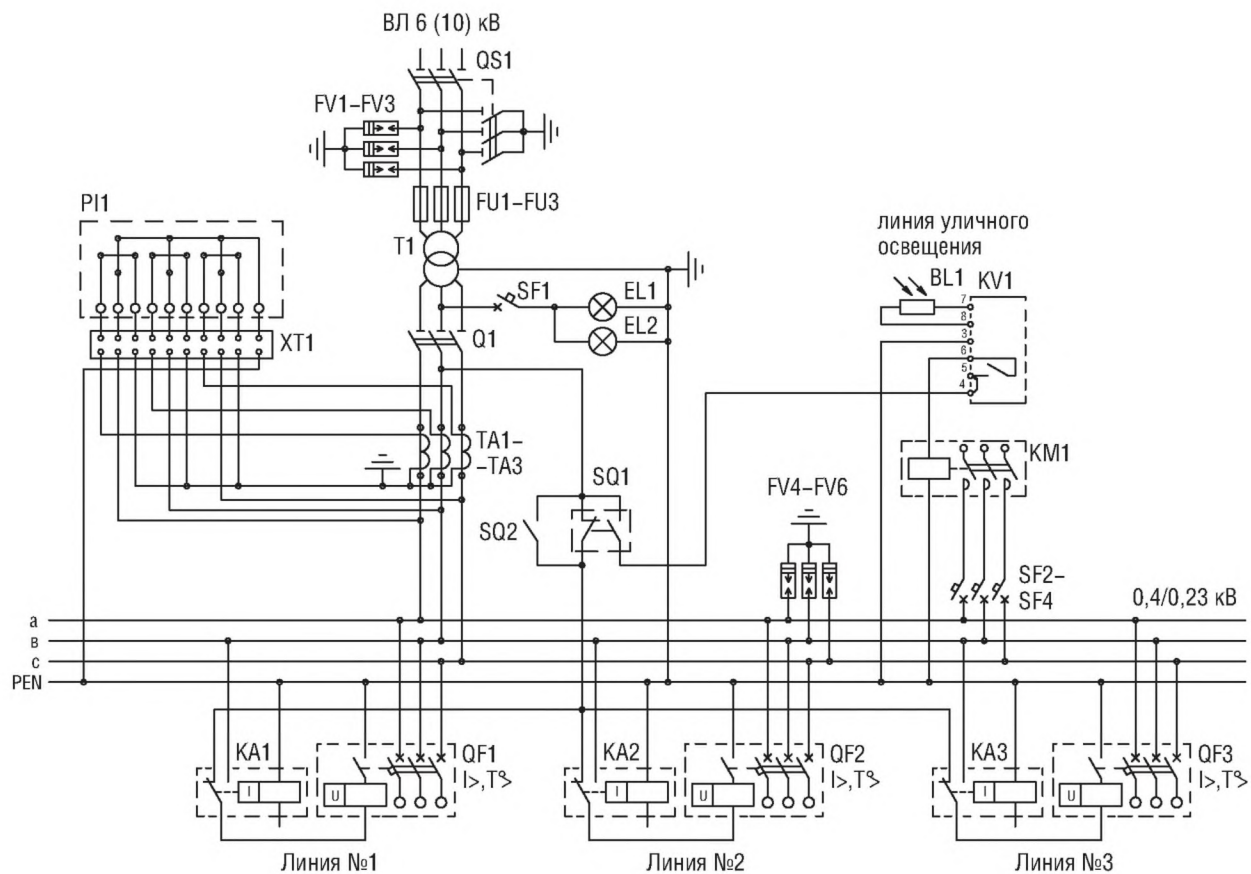 ВЛ 6 (10) кВ
QS1
FV1–FV3
PI1
FU1–FU3
T1
линия уличного
освещения
BL1
KV1
SF1
EL1
7
8
EL2
3
XT1
Q1
6
5
4
TA1–
–TA3
KM1
SQ1
FV4–FV6
SQ2
SF2–
SF4
0,4/0,23 кВ
а
в
с
PEN
KA1
QF1
I>,T°>
I
U
KA2
QF2
I>,T°>
I
U
KA3
QF3
I>,T°>
I
U
Линия №1
Линия №2
Линия №3